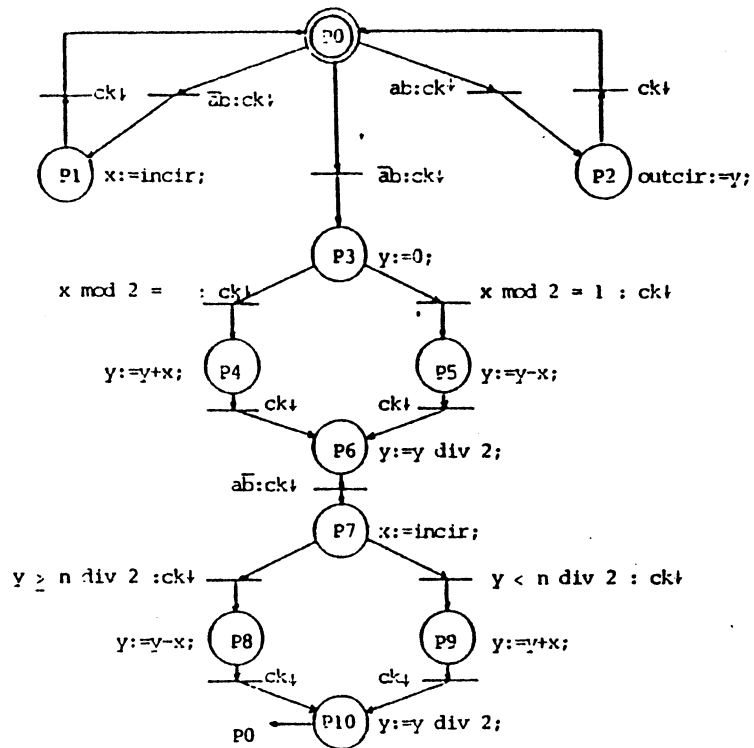 P0
ck↓
a̅b:ck↓
ab:ck↓
ck↓
P1 x:=incir;
a̅b:ck↓
P2 outcir:=y;
P3 y:=0;
x mod 2 = : ck↓
x mod 2 = 1 : ck↓
y:=y+x; P4
P5 y:=y-x;
ck↓
ck↓
P6 y:=y div 2;
ab̅:ck↓
P7 x:=incir;
y ≥ n div 2 :ck↓
y < n div 2 : ck↓
y:=y-x; P8
P9 y:=y+x;
ck↓
ck↓
P0
P10 y:=y div 2;